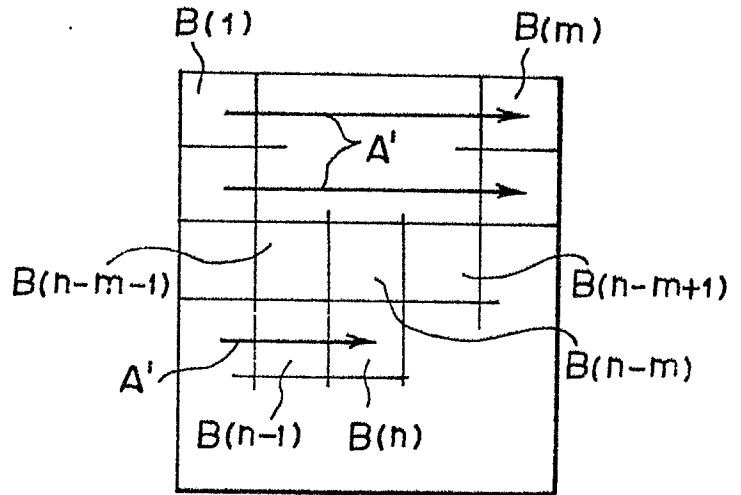 B(1) B(m)
A'
B(n-m-1) B(n-m+1)
B(n-m)
A'
B(n-1) B(n)